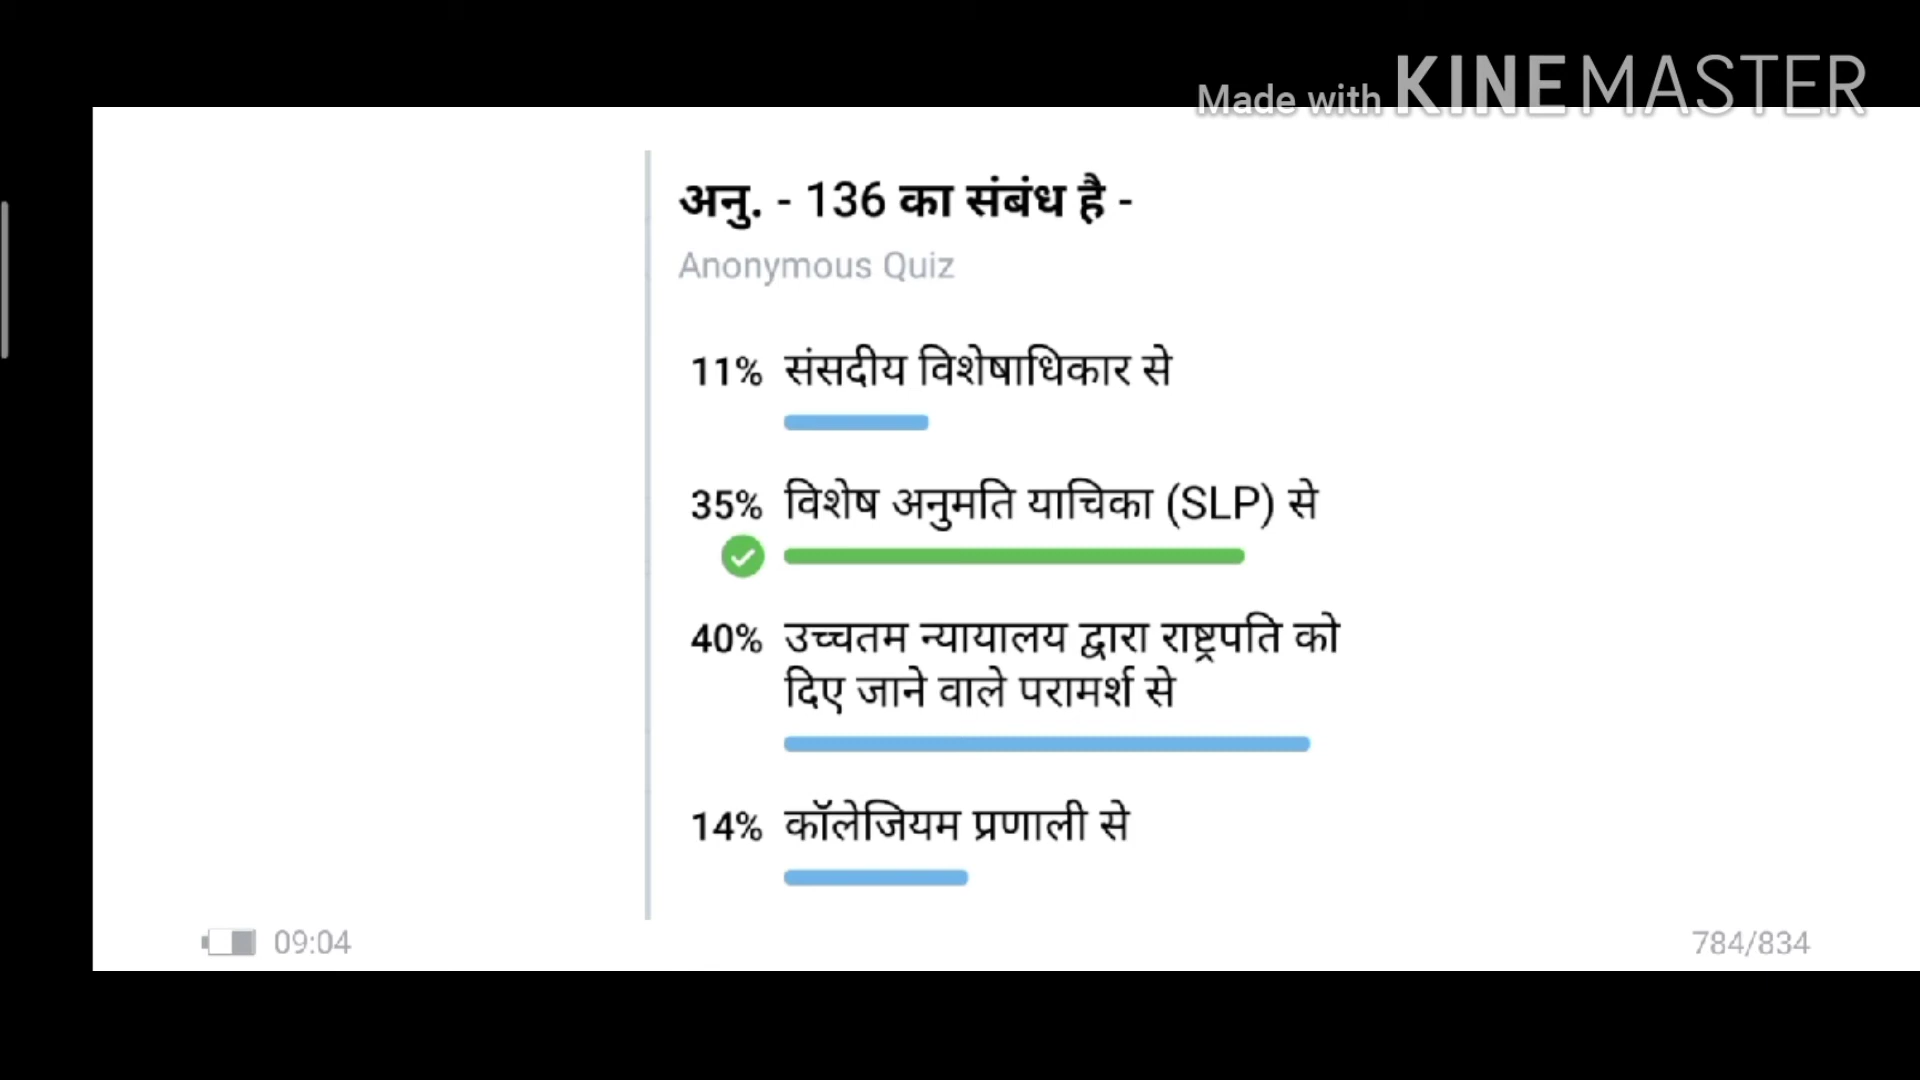 Made with KINEMASTER
अनु. - 136 का संबंध है -
Anonymous Quiz
11% संसदीय विशेषाधिकार से
35% विशेष अनुमति याचिका (SLP) से
40% उच्चतम न्यायालय द्वारा राष्ट्रपति को
दिए जाने वाले परामर्श से
14% कॉलेजियम प्रणाली से
09:04
784/834